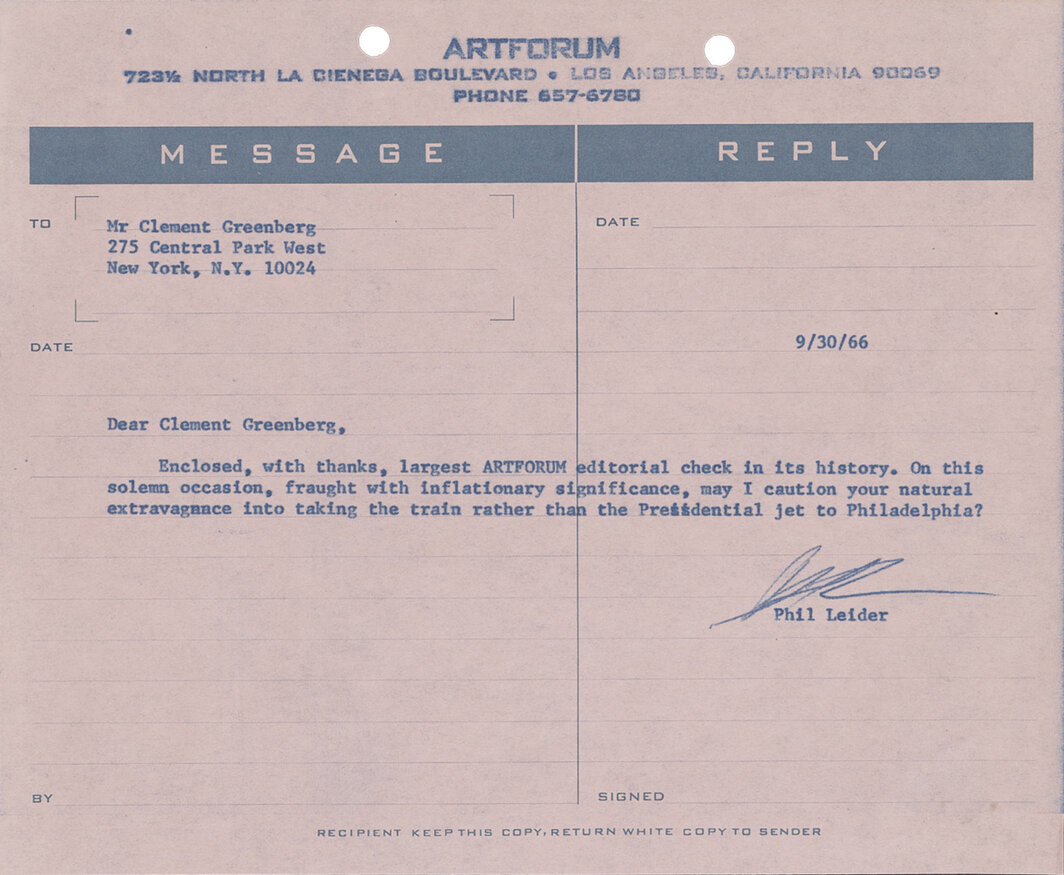 ARTFORUM
723½ NORTH LA CIENEGA BOULEVARD • LOS ANGELES, CALIFORNIA 90069
PHONE 657-6780
MESSAGE REPLY
TO
Mr Clement Greenberg
275 Central Park West
New York, N.Y. 10024
DATE
DATE
9/30/66
Dear Clement Greenberg,
Enclosed, with thanks, largest ARTFORUM editorial check in its history. On this
solemn occasion, fraught with inflationary significance, may I caution your natural
extravagnace into taking the train rather than the Presidential jet to Philadelphia?
Phil Leider
BY
SIGNED
RECIPIENT KEEP THIS COPY, RETURN WHITE COPY TO SENDER